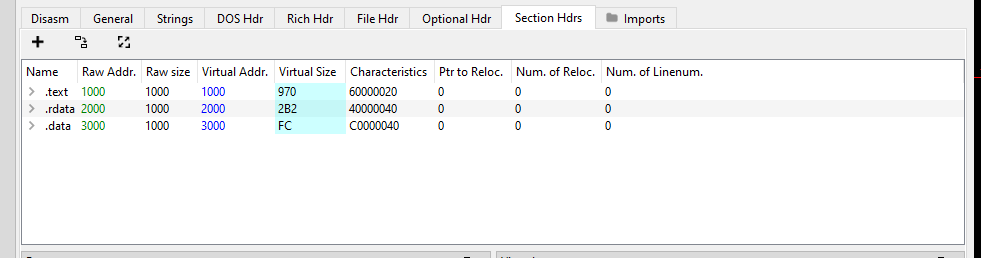 Disasm General Strings DOS Hdr Rich Hdr File Hdr Optional Hdr Section Hdrs Imports
Name Raw Addr. Raw size Virtual Addr. Virtual Size Characteristics Ptr to Reloc. Num. of Reloc. Num. of Linenum.
.text 1000 1000 1000 970 60000020 0 0 0
.rdata 2000 1000 2000 2B2 40000040 0 0 0
.data 3000 1000 3000 FC C0000040 0 0 0